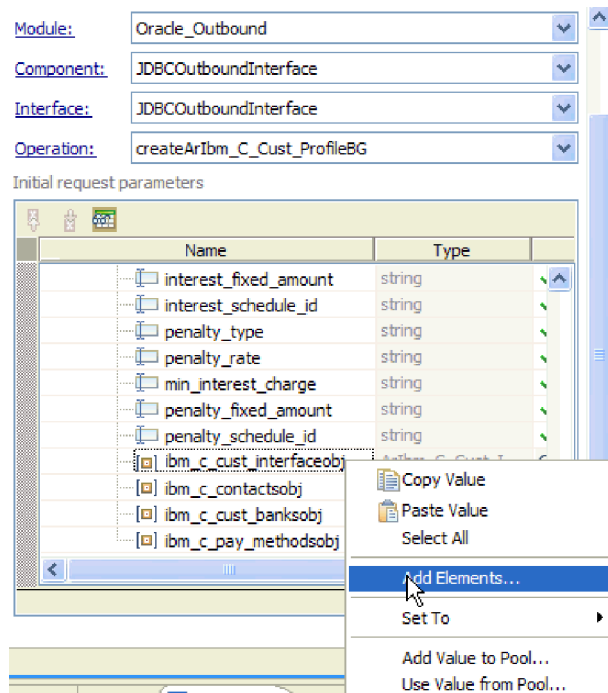 Module: Oracle_Outbound
Component: JDBCOutboundInterface
Interface: JDBCOutboundInterface
Operation: createArIbm_C_Cust_ProfileBG
Initial request parameters
Name Type
interest_fixed_amount string
interest_schedule_id string
penalty_type string
penalty_rate string
min_interest_charge string
penalty_fixed_amount string
penalty_schedule_id string
ibm_c_cust_interfaceobj
ibm_c_contactsobj
ibm_c_cust_banksobj
ibm_c_pay_methodsobj
Copy Value
Paste Value
Select All
Add Elements...
Set To
Add Value to Pool...
Use Value from Pool...